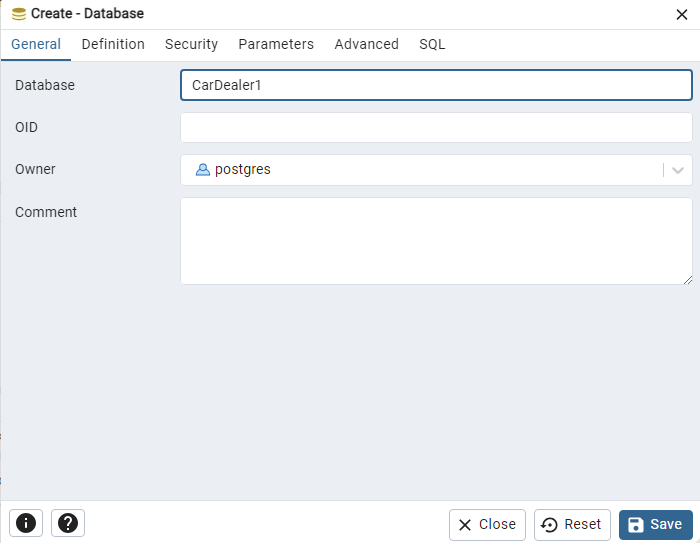 Create - Database
General Definition Security Parameters Advanced SQL
Database CarDealer1
OID
Owner postgres
Comment
Close Reset Save